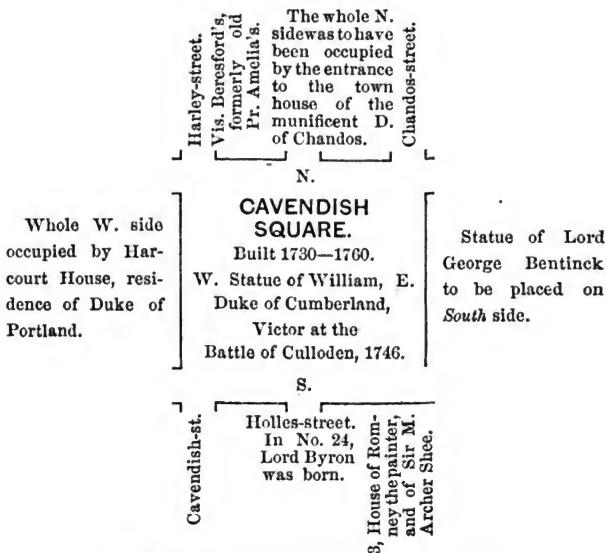 Harley-street.
Vis. Beresford's,
formerly old
Pr. Amelia's.
The whole N.
side was to have
been occupied
by the entrance
to the town
house of the
munificent D.
of Chandos.
Chandos-street.
N.
Whole W. side
occupied by Har-
court House, resi-
dence of Duke of
Portland.
CAVENDISH
SQUARE.
Built 1730—1760.
W. Statue of William, E.
Duke of Cumberland,
Victor at the
Battle of Culloden, 1746.
Statue of Lord
George Bentinck
to be placed on
South side.
S.
Cavendish-st.
Holles-street.
In No. 24,
Lord Byron
was born.
House of Rom-
ney the painter,
and of Sir M.
Archer Shee.